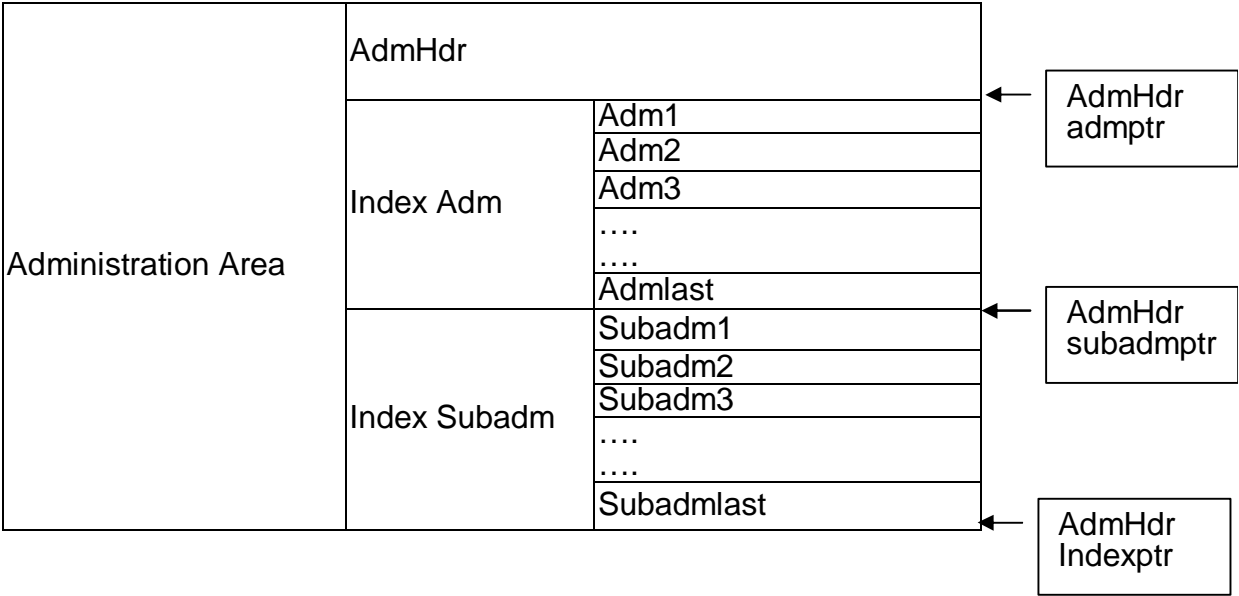 Administration Area
AdmHdr
Index Adm
Adm1
Adm2
Adm3
....
....
Admlast
Index Subadm
Subadm1
Subadm2
Subadm3
....
....
Subadmlast
AdmHdr
admptr
AdmHdr
subadmptr
AdmHdr
Indexptr